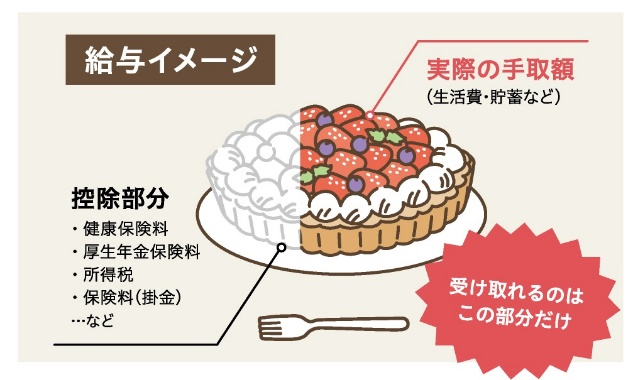 給与イメージ
実際の手取額
(生活費・貯蓄など)
控除部分
・健康保険料
・厚生年金保険料
・所得税
・保険料(掛金)
…など
受け取れるのは
この部分だけ